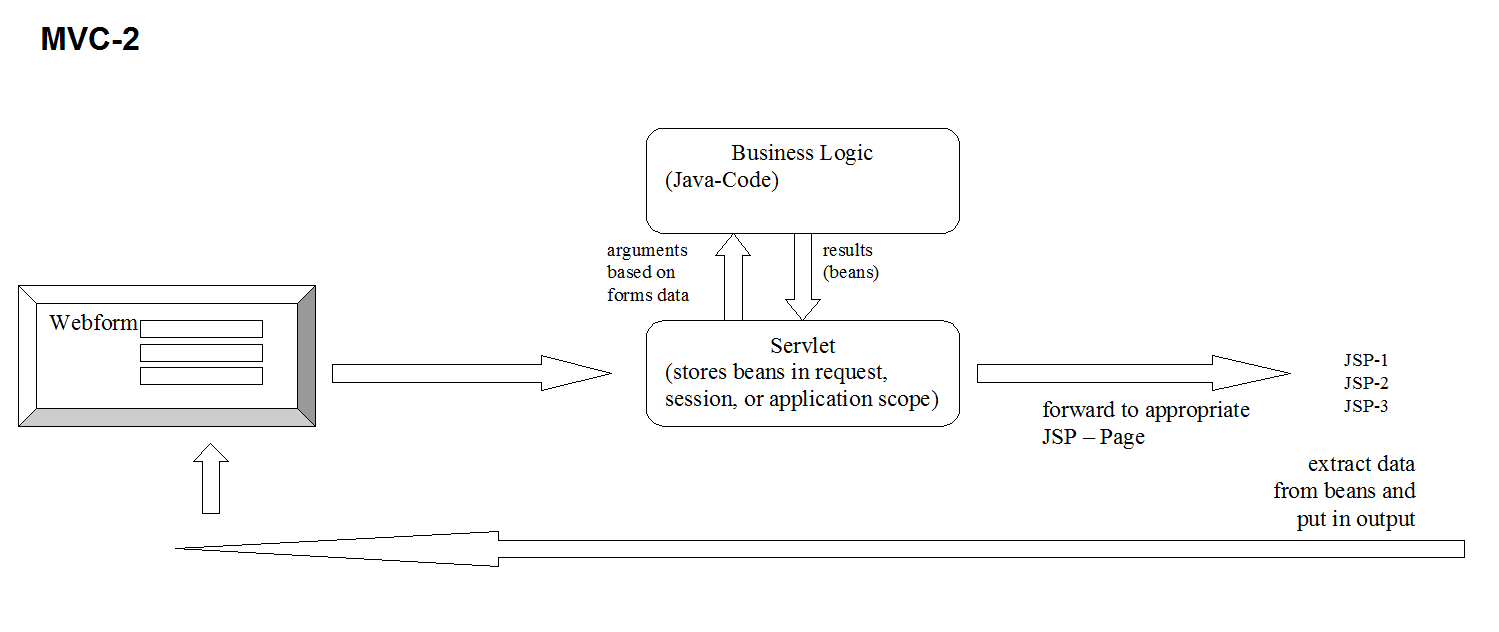 MVC-2
Business Logic
(Java-Code)
arguments
based on
forms data
results
(beans)
Webform
Servlet
(stores beans in request,
session, or application scope)
forward to appropriate
JSP – Page
JSP-1
JSP-2
JSP-3
extract data
from beans and
put in output